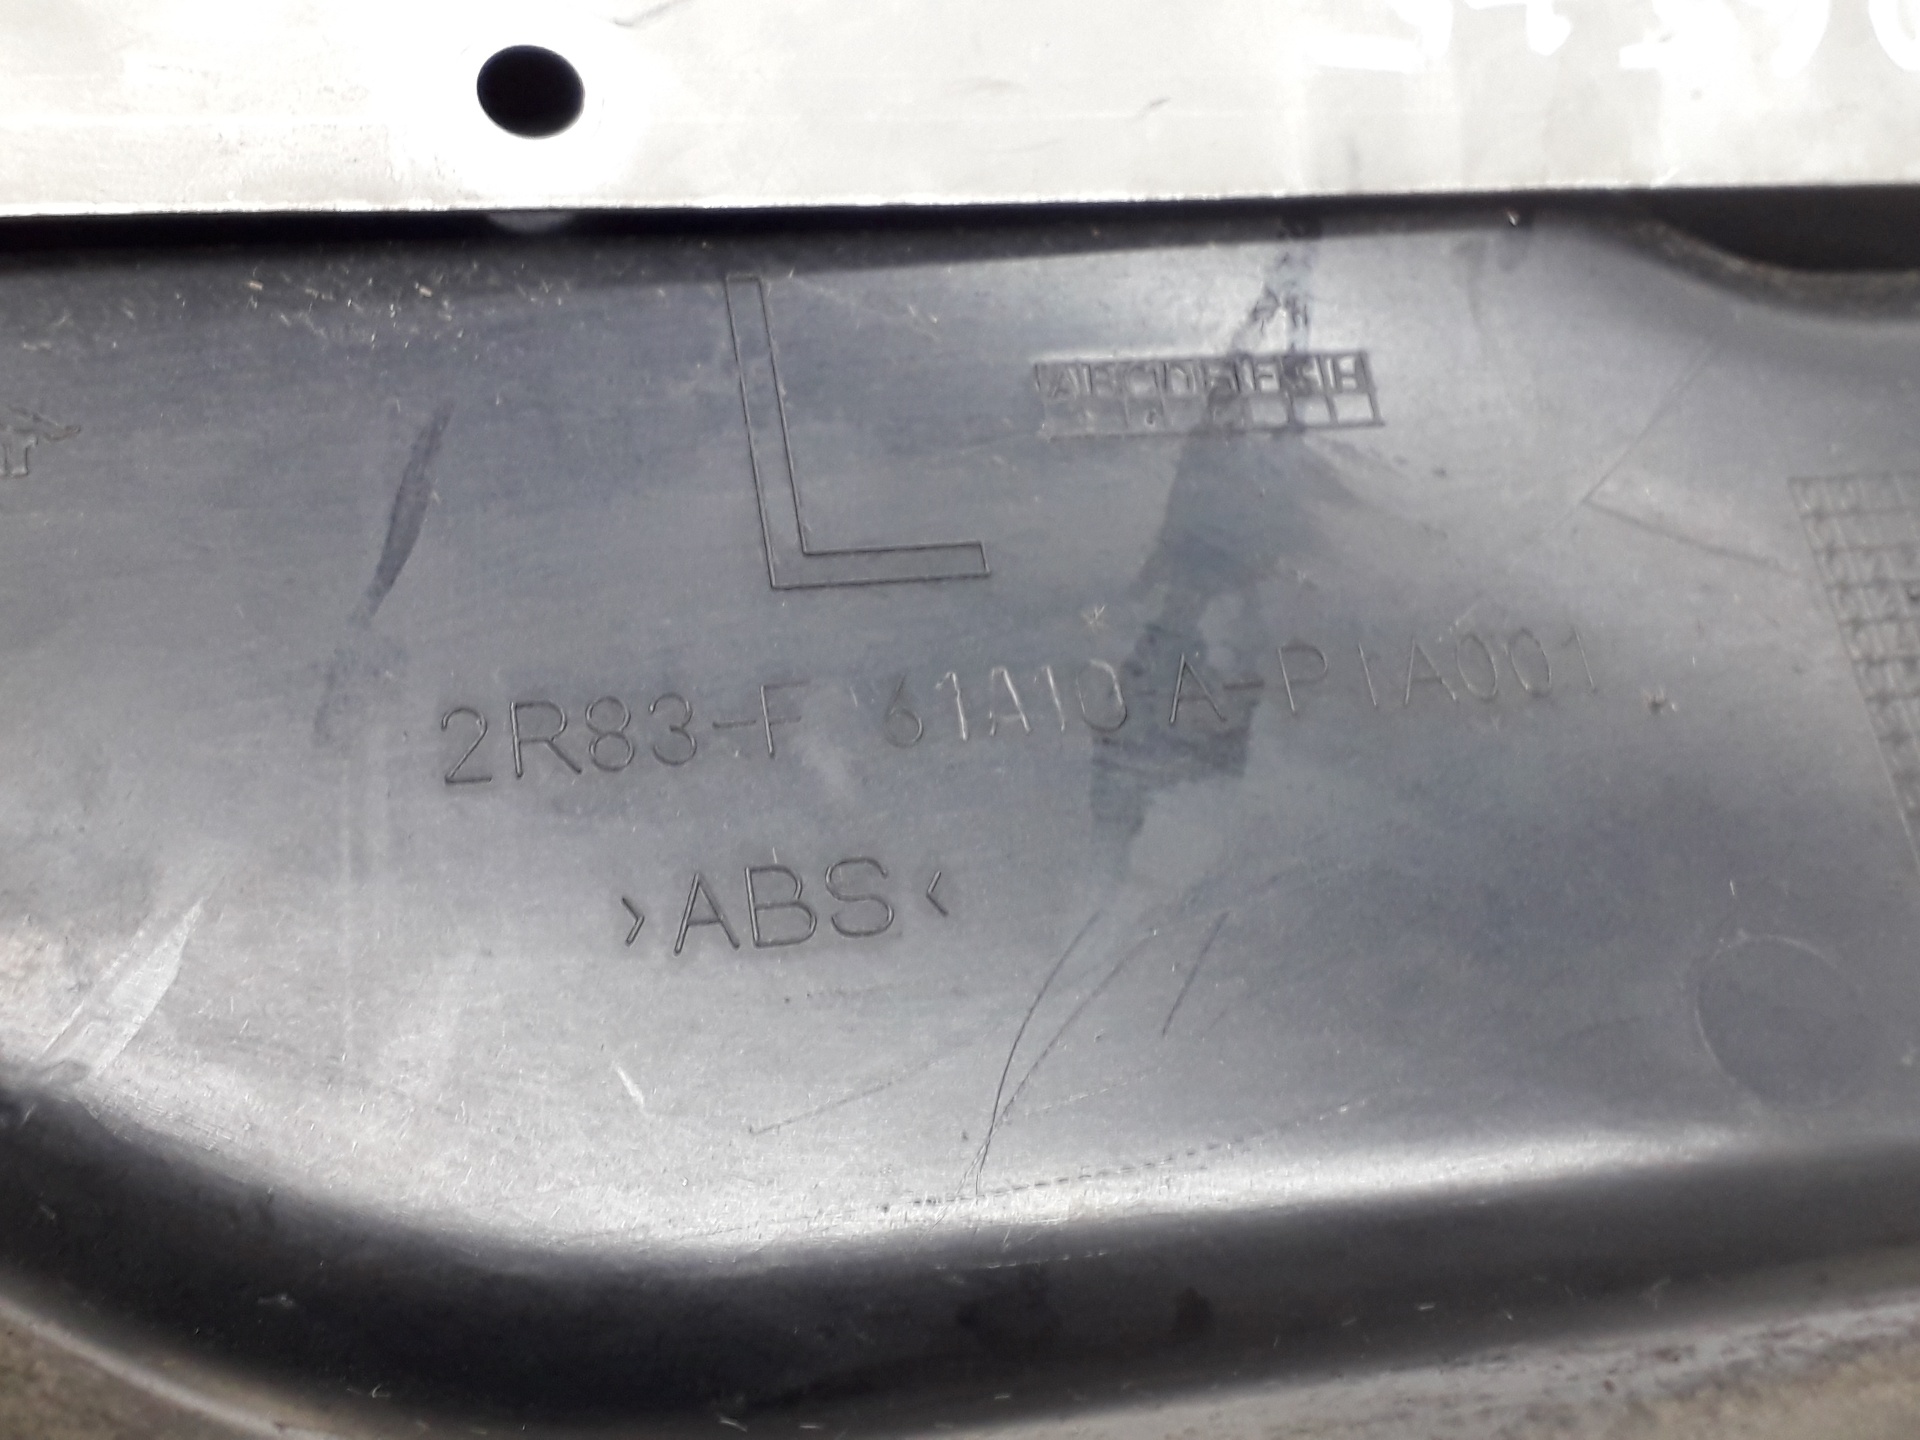 L
A B C D E F G H
2R83-F 61A10 A-P1A001
>ABS<